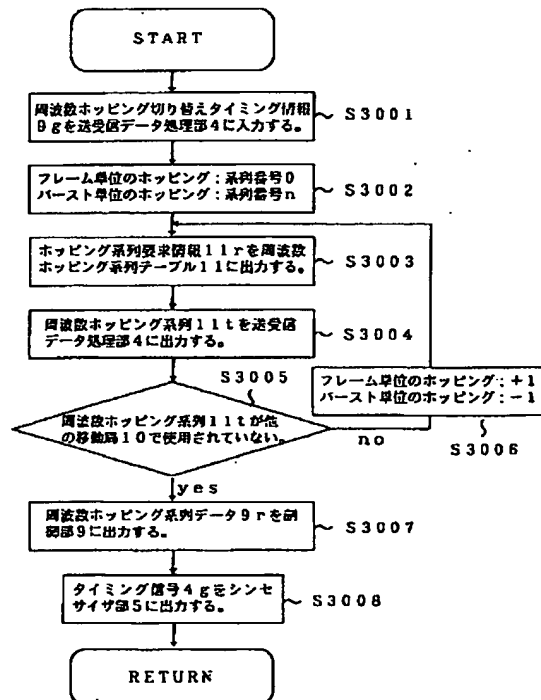 START
周波数ホッピング切り替えタイミング情報
9gを送受信データ処理部4に入力する。
S3001
フレーム単位のホッピング：系列番号0
バースト単位のホッピング：系列番号n
S3002
ホッピング系列要求情報11rを周波数
ホッピング系列テーブル11に出力する。
S3003
周波数ホッピング系列11tを送受信
データ処理部4に出力する。
S3004
S3005
周波数ホッピング系列11tが他
の移動局10で使用されていない。
no
フレーム単位のホッピング：+1
バースト単位のホッピング：-1
S3006
yes
周波数ホッピング系列データ9rを制
御部9に出力する。
S3007
タイミング信号4gをシンセ
サイザ部5に出力する。
S3008
RETURN